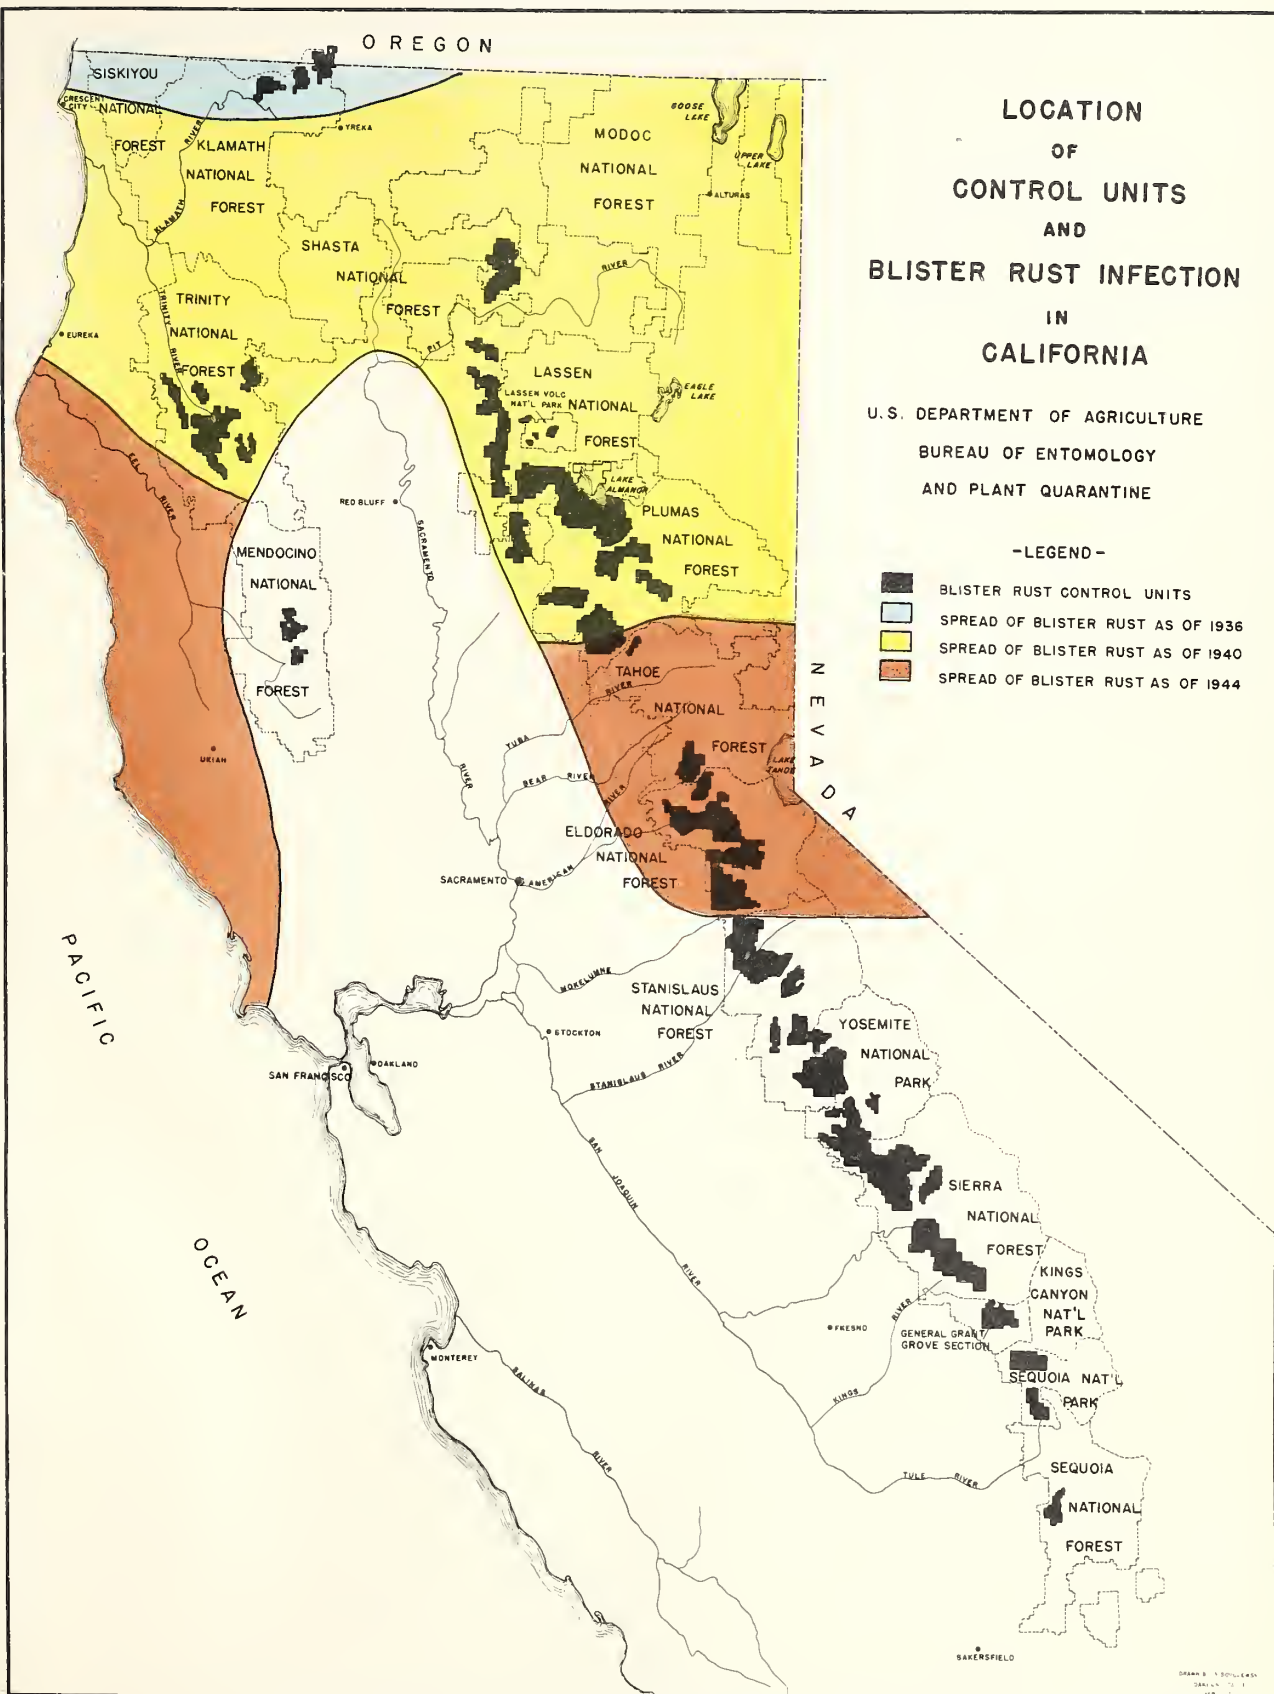 OREGON
SISKIYOU
NATIONAL
FOREST
CRESCENT
CITY
KLAMATH
NATIONAL
FOREST
RIVER
KLAMATH
YREKA
MODOC
NATIONAL
FOREST
GOOSE
LAKE
UPPER
LAKE
ALTURAS
SHASTA
NATIONAL
FOREST
PIT
RIVER
TRINITY
NATIONAL
FOREST
TRINITY
RIVER
EUREKA
LASSEN
NATIONAL
FOREST
LASSEN VOLC
NAT'L PARK
EAGLE
LAKE
LAKE
ALMANOR
PLUMAS
NATIONAL
FOREST
EEL
RIVER
RED BLUFF
SACRAMENTO
RIVER
MENDOCINO
NATIONAL
FOREST
UKIAH
TAHOE
NATIONAL
FOREST
LAKE
TAHOE
YUBA
RIVER
BEAR RIVER
ELDORADO
NATIONAL
FOREST
SACRAMENTO
AMERICAN
RIVER
NEVADA
LOCATION
OF
CONTROL UNITS
AND
BLISTER RUST INFECTION
IN
CALIFORNIA
U.S. DEPARTMENT OF AGRICULTURE
BUREAU OF ENTOMOLOGY
AND PLANT QUARANTINE
-LEGEND-
BLISTER RUST CONTROL UNITS
SPREAD OF BLISTER RUST AS OF 1936
SPREAD OF BLISTER RUST AS OF 1940
SPREAD OF BLISTER RUST AS OF 1944
PACIFIC
OCEAN
MOKELUMNE
STANISLAUS
NATIONAL
FOREST
STOCKTON
STANISLAUS RIVER
OAKLAND
SAN FRANCISCO
YOSEMITE
NATIONAL
PARK
SAN
JOAQUIN
RIVER
SIERRA
NATIONAL
FOREST
KINGS
CANYON
NAT'L
PARK
GENERAL GRANT
GROVE SECTION
FRESNO
KINGS
RIVER
SEQUOIA NAT'L
PARK
MONTEREY
SALINAS
RIVER
TULE RIVER
SEQUOIA
NATIONAL
FOREST
BAKERSFIELD